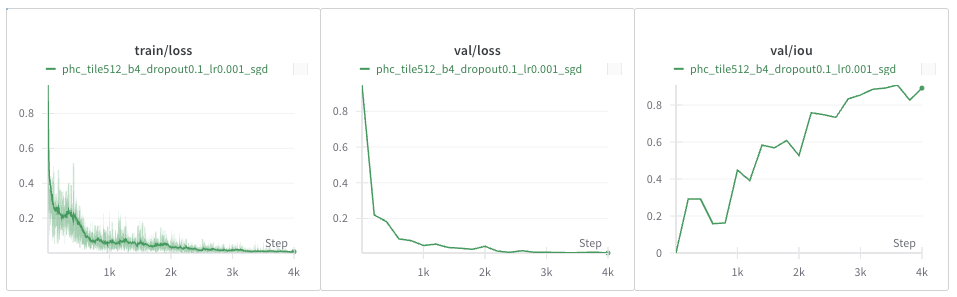 train/loss
phc_tile512_b4_dropout0.1_lr0.001_sgd
0.8
0.6
0.4
0.2
Step
1k
2k
3k
4k
val/loss
phc_tile512_b4_dropout0.1_lr0.001_sgd
0.8
0.6
0.4
0.2
Step
1k
2k
3k
4k
val/iou
phc_tile512_b4_dropout0.1_lr0.001_sgd
0.8
0.6
0.4
0.2
0
Step
1k
2k
3k
4k